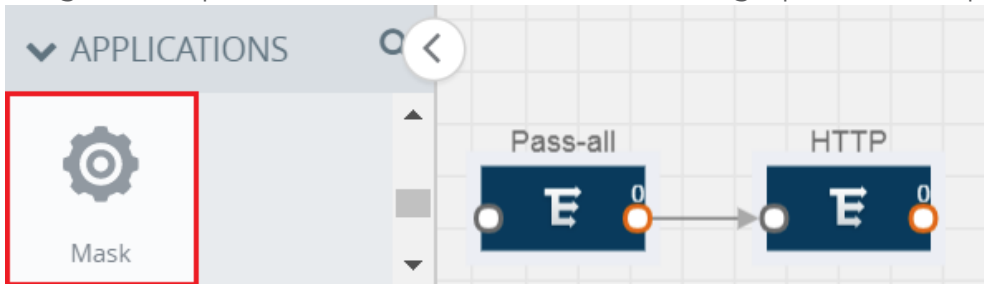 APPLICATIONS
Mask
Pass-all
HTTP
0
0